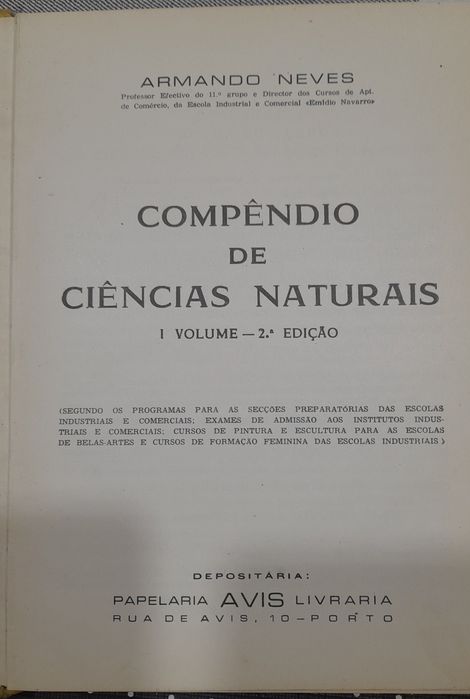 ARMANDO NEVES
Professor Efectivo do 11.º grupo e Director dos Cursos de Apt.
de Comércio, da Escola Industrial e Comercial «Emídio Navarro»
COMPÊNDIO
DE
CIÊNCIAS NATURAIS
I VOLUME — 2.ª EDIÇÃO
(SEGUNDO OS PROGRAMAS PARA AS SECÇÕES PREPARATÓRIAS DAS ESCOLAS
INDUSTRIAIS E COMERCIAIS; EXAMES DE ADMISSÃO AOS INSTITUTOS INDUS-
TRIAIS E COMERCIAIS; CURSOS DE PINTURA E ESCULTURA PARA AS ESCOLAS
DE BELAS-ARTES E CURSOS DE FORMAÇÃO FEMININA DAS ESCOLAS INDUSTRIAIS)
DEPOSITÁRIA:
PAPELARIA AVIS LIVRARIA
RUA DE AVIS, 10 — PORTO